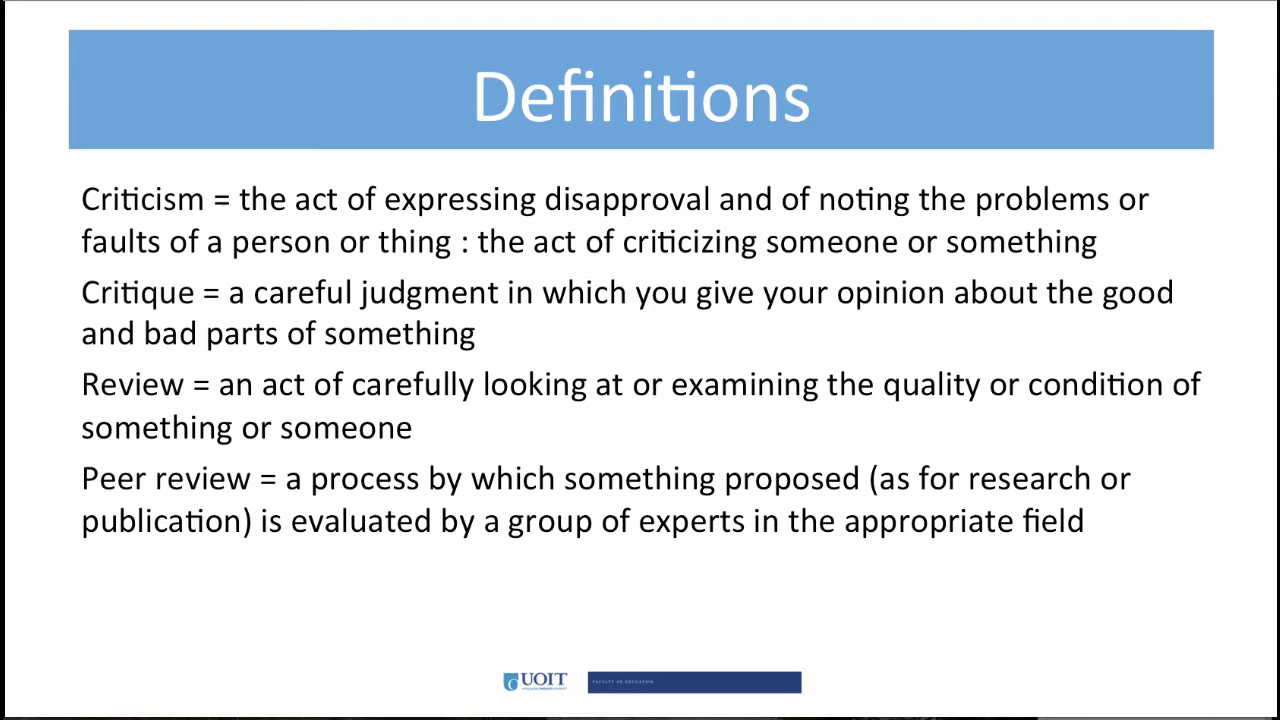 Definitions
Criticism = the act of expressing disapproval and of noting the problems or
faults of a person or thing : the act of criticizing someone or something
Critique = a careful judgment in which you give your opinion about the good
and bad parts of something
Review = an act of carefully looking at or examining the quality or condition of
something or someone
Peer review = a process by which something proposed (as for research or
publication) is evaluated by a group of experts in the appropriate field
UOIT
FACULTY OF EDUCATION